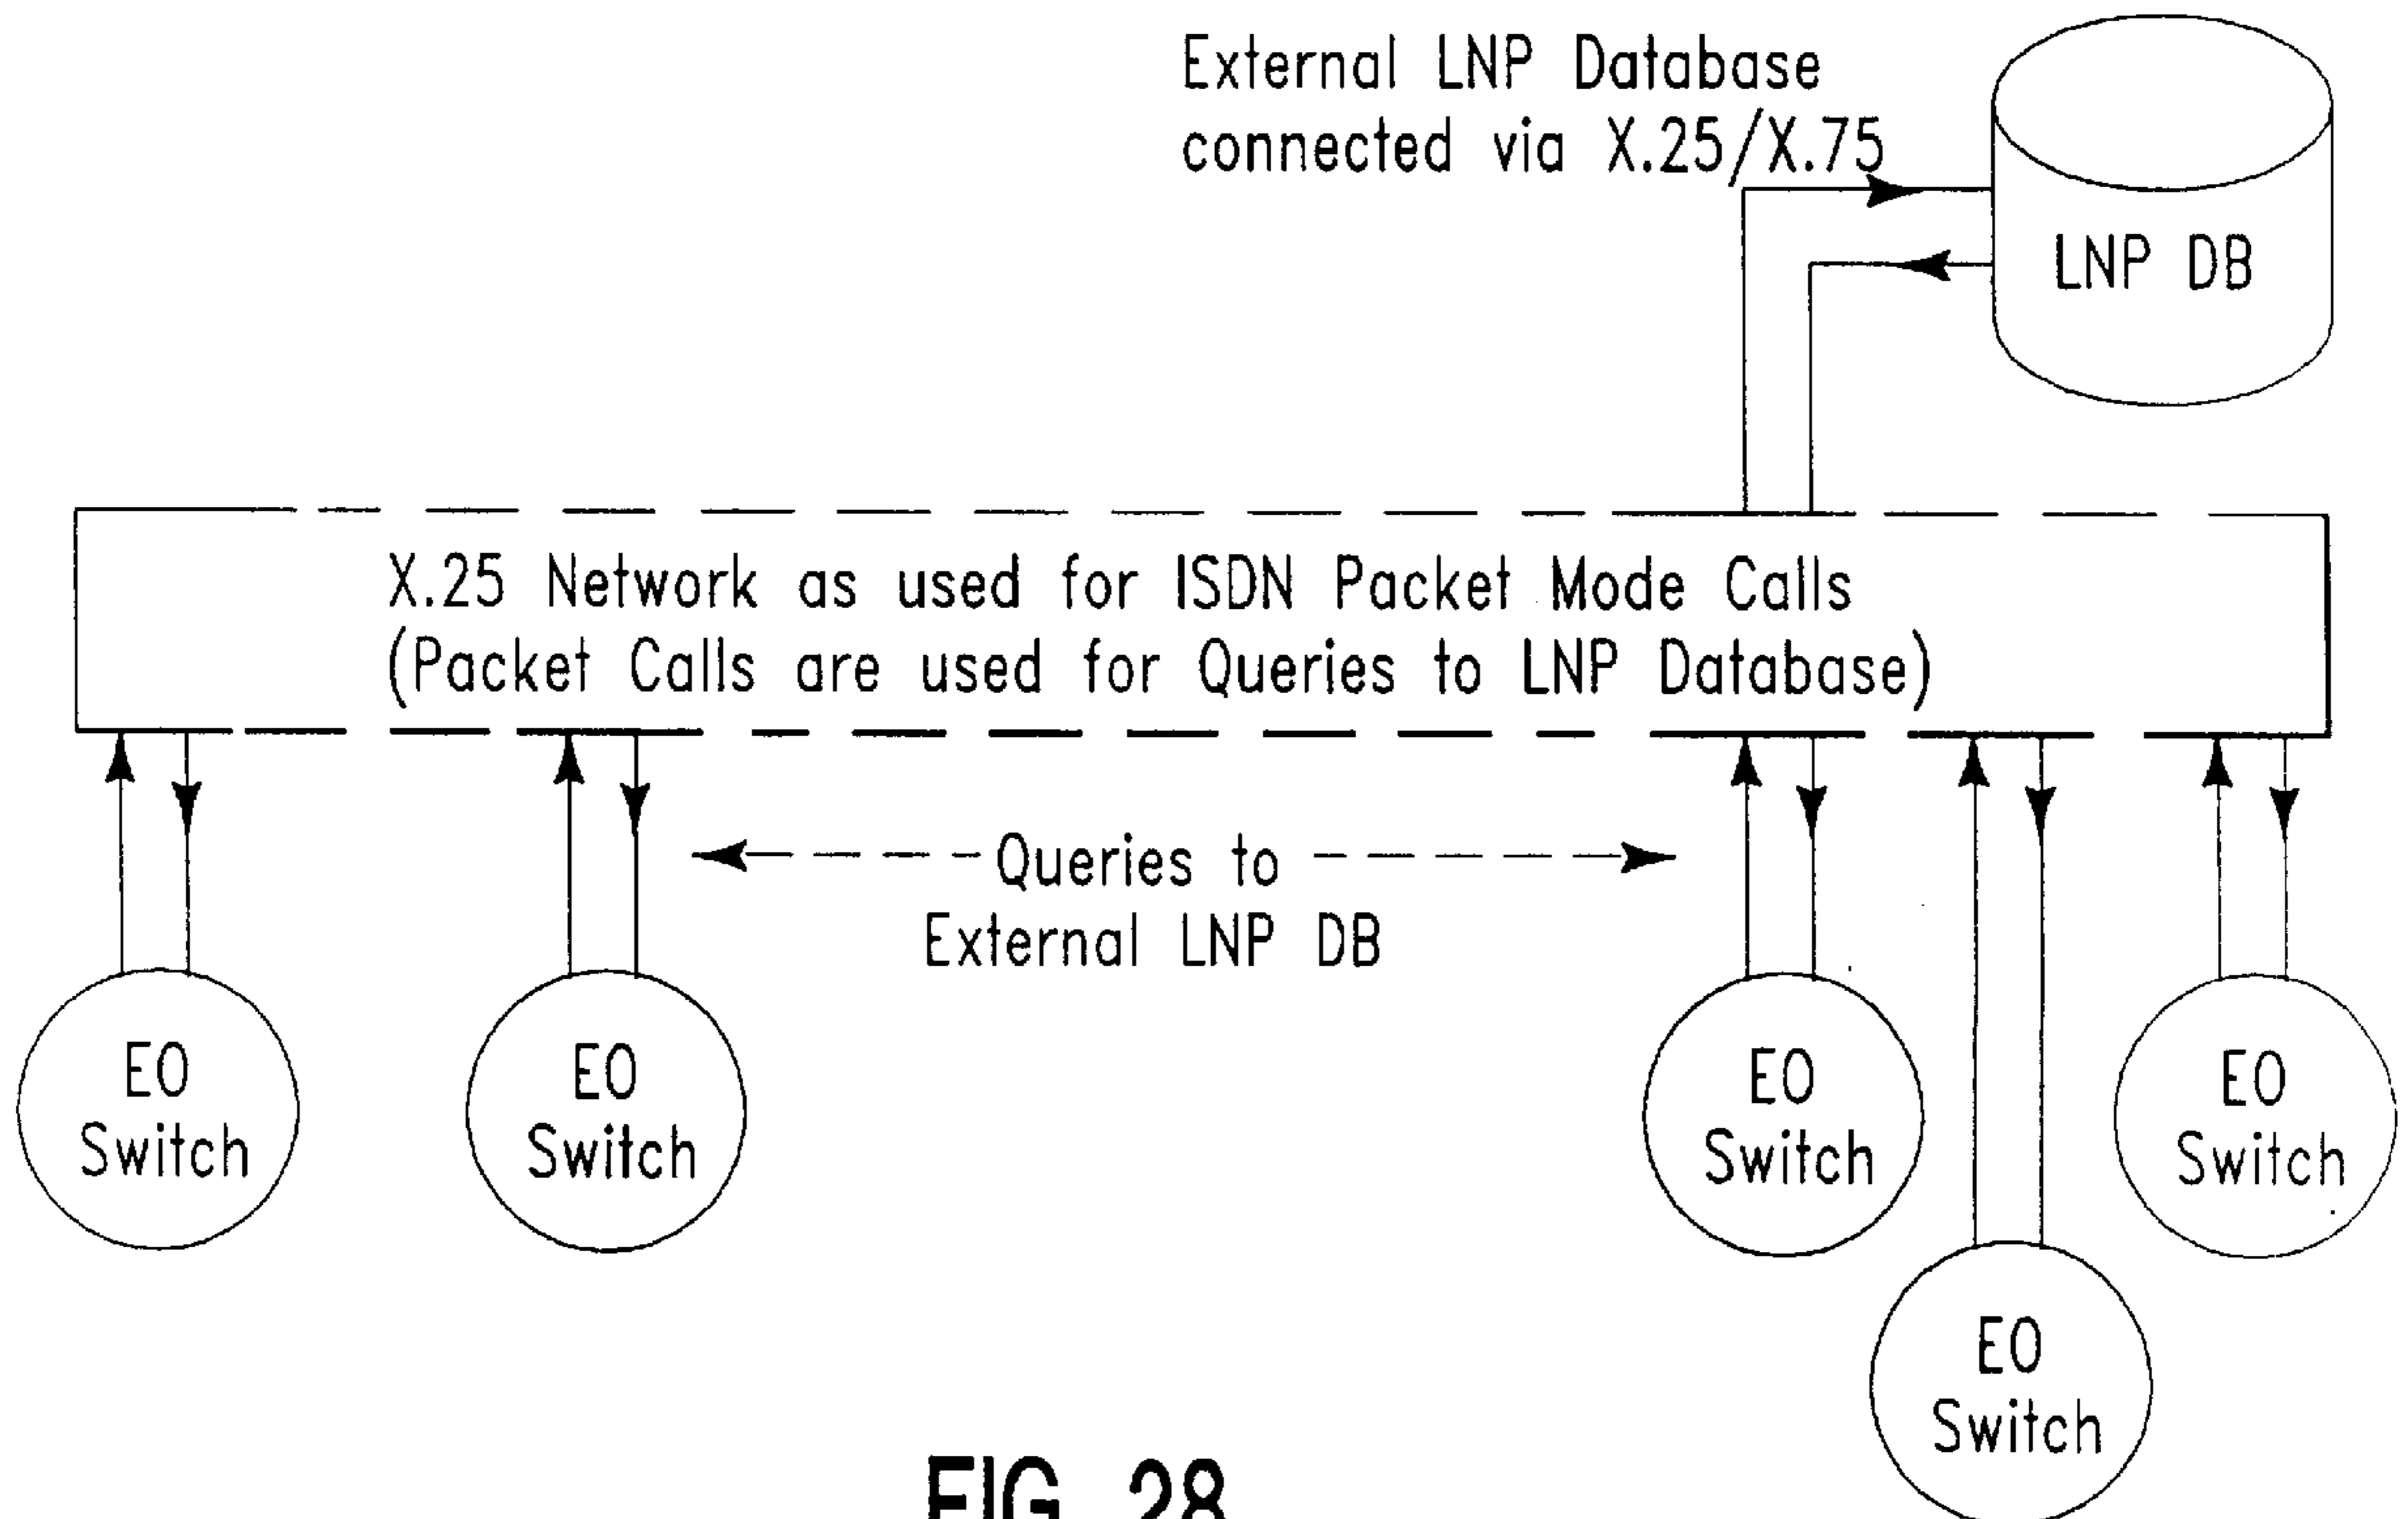 External LNP Database
connected via X.25/X.75
LNP DB
X.25 Network as used for ISDN Packet Mode Calls
(Packet Calls are used for Queries to LNP Database)
Queries to
External LNP DB
EO
Switch
EO
Switch
EO
Switch
EO
Switch
EO
Switch
FIG. 28